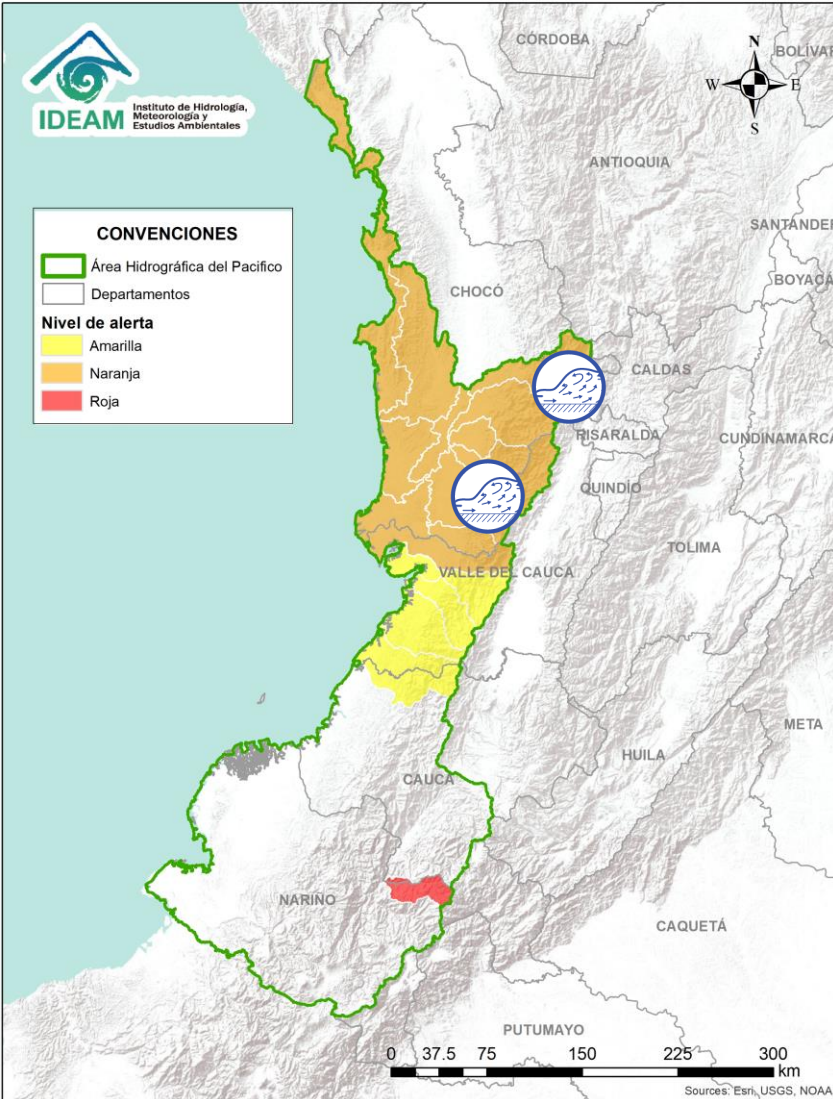 IDEAM
Instituto de Hidrología,
Meteorología y
Estudios Ambientales
N
W
E
S
CÓRDOBA
BOLÍVAR
ANTIOQUIA
SANTANDER
BOYACÁ
CONVENCIONES
Área Hidrográfica del Pacifico
Departamentos
Nivel de alerta
Amarilla
Naranja
Roja
CHOCÓ
CALDAS
RISARALDA
CUNDINAMARCA
QUINDÍO
TOLIMA
VALLE DEL CAUCA
META
HUILA
CAUCA
NARIÑO
CAQUETÁ
PUTUMAYO
0 37.5 75 150 225 300
km
Sources: Esri, USGS, NOAA